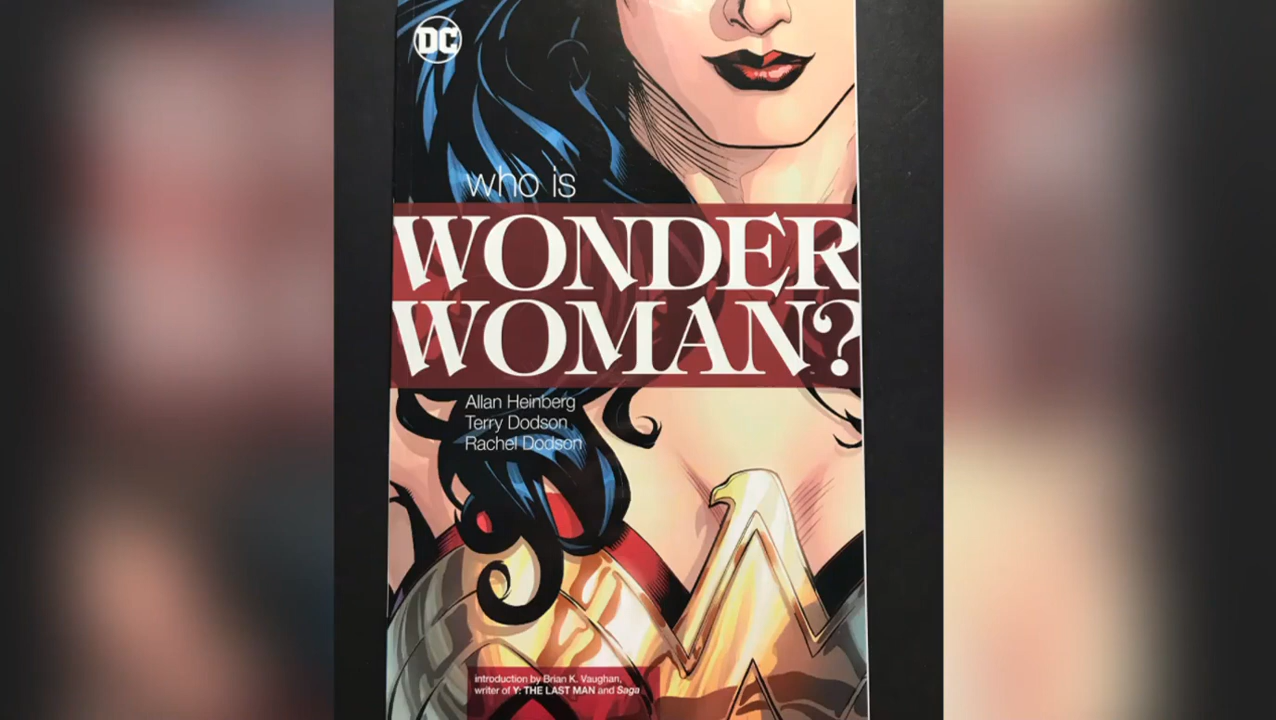 DC
who is
WONDER
WOMAN?
Allan Heinberg
Terry Dodson
Rachel Dodson
introduction by Brian K. Vaughan,
writer of Y: THE LAST MAN and Saga